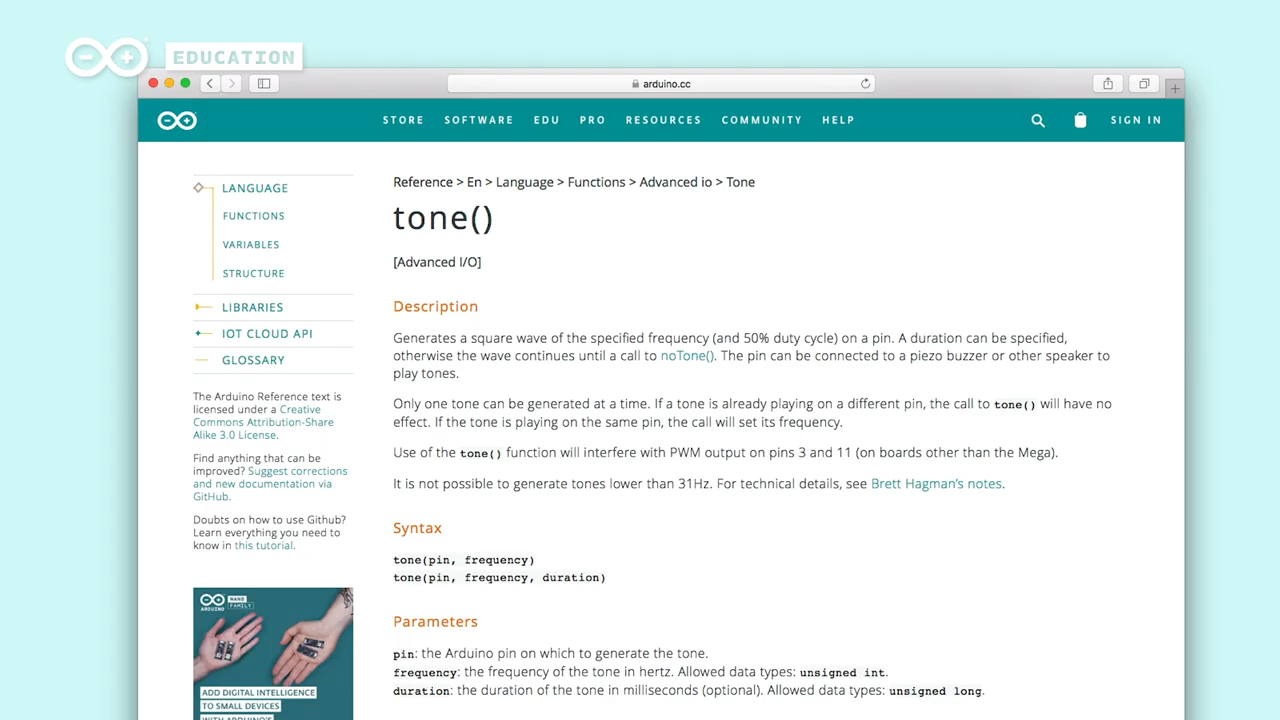 EDUCATION
arduino.cc
STORE SOFTWARE EDU PRO RESOURCES COMMUNITY HELP SIGN IN
LANGUAGE
FUNCTIONS
VARIABLES
STRUCTURE
LIBRARIES
IOT CLOUD API
GLOSSARY
The Arduino Reference text is
licensed under a Creative
Commons Attribution-Share
Alike 3.0 License.
Find anything that can be
improved? Suggest corrections
and new documentation via
GitHub.
Doubts on how to use Github?
Learn everything you need to
know in this tutorial.
ARDUINO
NANO
FAMILY
ADD DIGITAL INTELLIGENCE
TO SMALL DEVICES
WITH ARDUINO'S
Reference > En > Language > Functions > Advanced io > Tone
tone()
[Advanced I/O]
Description
Generates a square wave of the specified frequency (and 50% duty cycle) on a pin. A duration can be specified,
otherwise the wave continues until a call to noTone(). The pin can be connected to a piezo buzzer or other speaker to
play tones.
Only one tone can be generated at a time. If a tone is already playing on a different pin, the call to tone() will have no
effect. If the tone is playing on the same pin, the call will set its frequency.
Use of the tone() function will interfere with PWM output on pins 3 and 11 (on boards other than the Mega).
It is not possible to generate tones lower than 31Hz. For technical details, see Brett Hagman's notes.
Syntax
tone(pin, frequency)
tone(pin, frequency, duration)
Parameters
pin: the Arduino pin on which to generate the tone.
frequency: the frequency of the tone in hertz. Allowed data types: unsigned int.
duration: the duration of the tone in milliseconds (optional). Allowed data types: unsigned long.